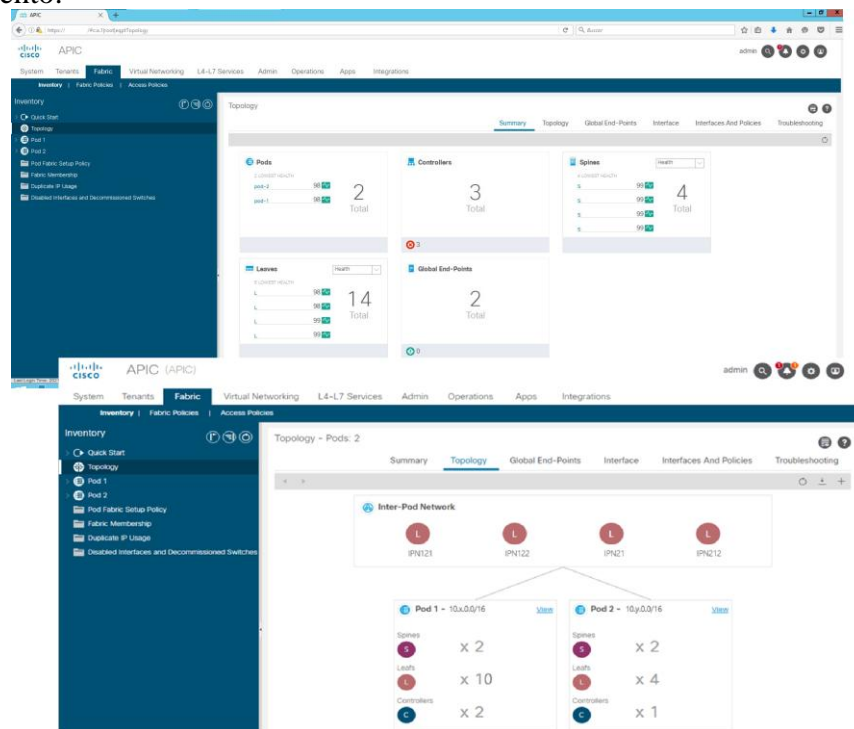 ento.
APIC
https://
Buscar
CISCO APIC
admin
System Tenants Fabric Virtual Networking L4-L7 Services Admin Operations Apps Integrations
Inventory | Fabric Policies | Access Policies
Inventory
Quick Start
Topology
Pod 1
Pod 2
Pod Fabric Setup Policy
Fabric Membership
Duplicate IP Usage
Disabled Interfaces and Decommissioned Switches
Topology
Summary Topology Global End-Points Interface Interfaces And Policies Troubleshooting
Pods
pod-2 98
pod-1 98
2
Total
Controllers
3
Total
3
Spines Health
S 99
S 99
S 99
S 99
4
Total
Leaves Health
L 98
L 98
L 99
L 99
14
Total
Global End-Points
2
Total
0
CISCO APIC (APIC)
admin
System Tenants Fabric Virtual Networking L4-L7 Services Admin Operations Apps Integrations
Inventory | Fabric Policies | Access Policies
Inventory
Quick Start
Topology
Pod 1
Pod 2
Pod Fabric Setup Policy
Fabric Membership
Duplicate IP Usage
Disabled Interfaces and Decommissioned Switches
Topology - Pods: 2
Summary Topology Global End-Points Interface Interfaces And Policies Troubleshooting
Inter-Pod Network
L L L L
IPN121 IPN122 IPN21 IPN212
Pod 1 - 10.x.0.0/16 View
Spines
S x 2
Leafs
L x 10
Controllers
C x 2
Pod 2 - 10.y.0.0/16 View
Spines
S x 2
Leafs
L x 4
Controllers
C x 1